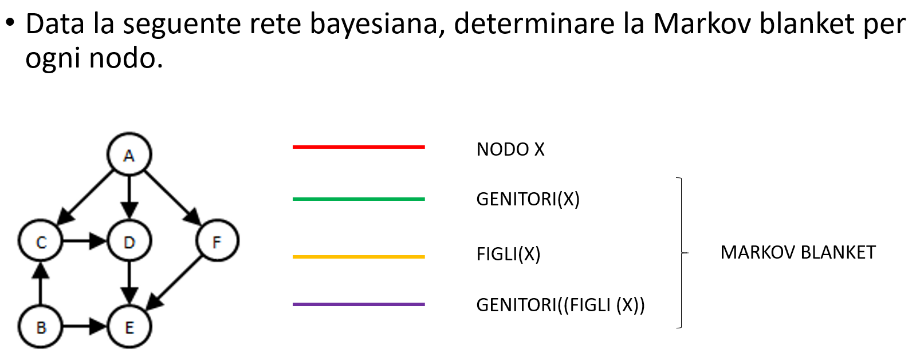 • Data la seguente rete bayesiana, determinare la Markov blanket per
ogni nodo.
A
NODO X
GENITORI(X)
C
D
F
FIGLI(X)
MARKOV BLANKET
GENITORI((FIGLI (X))
B
E